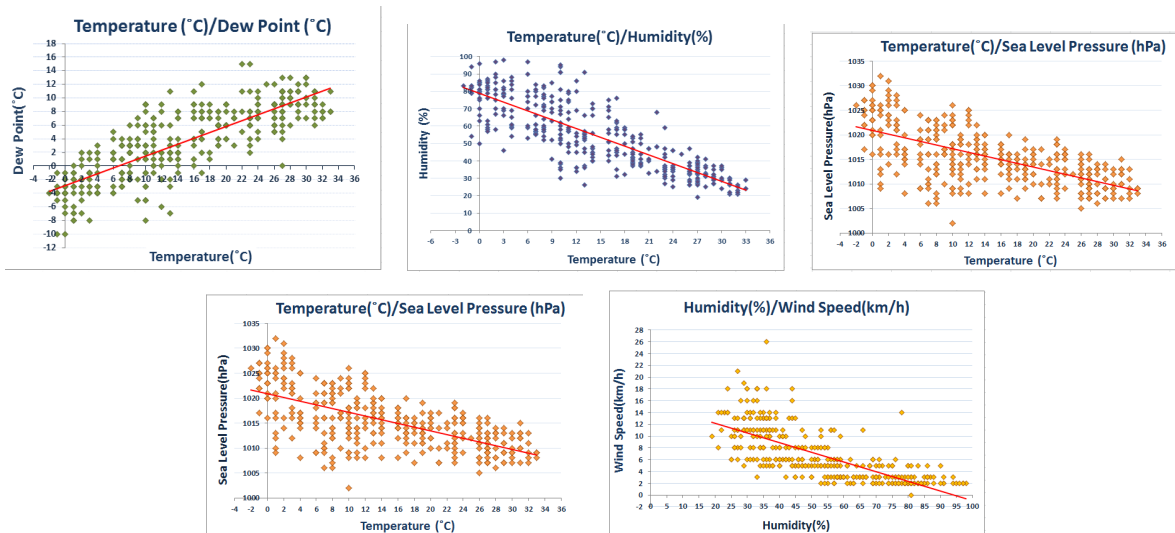 Temperature (˚C)/Dew Point (˚C)
18
16
14
12
10
8
6
4
2
0
-2
-4
-6
-8
-10
-12
Dew Point(˚C)
-4 -2 0 2 4 6 8 10 12 14 16 18 20 22 24 26 28 30 32 34 36
Temperature(˚C)
Temperature(˚C)/Humidity(%)
100
90
80
70
60
50
40
30
20
10
0
Humidity (%)
-6 -3 0 3 6 9 12 15 18 21 24 27 30 33 36
Temperature (˚C)
Temperature(˚C)/Sea Level Pressure (hPa)
1035
1030
1025
1020
1015
1010
1005
1000
Sea Level Pressure(hPa)
-4 -2 0 2 4 6 8 10 12 14 16 18 20 22 24 26 28 30 32 34 36
Temperature (˚C)
Temperature(˚C)/Sea Level Pressure (hPa)
1035
1030
1025
1020
1015
1010
1005
1000
Sea Level Pressure(hPa)
-2 0 2 4 6 8 10 12 14 16 18 20 22 24 26 28 30 32 34 36
Temperature (˚C)
Humidity(%)/Wind Speed(km/h)
28
26
24
22
20
18
16
14
12
10
8
6
4
2
0
-2
Wind Speed(km/h)
0 5 10 15 20 25 30 35 40 45 50 55 60 65 70 75 80 85 90 95 100
Humidity(%)